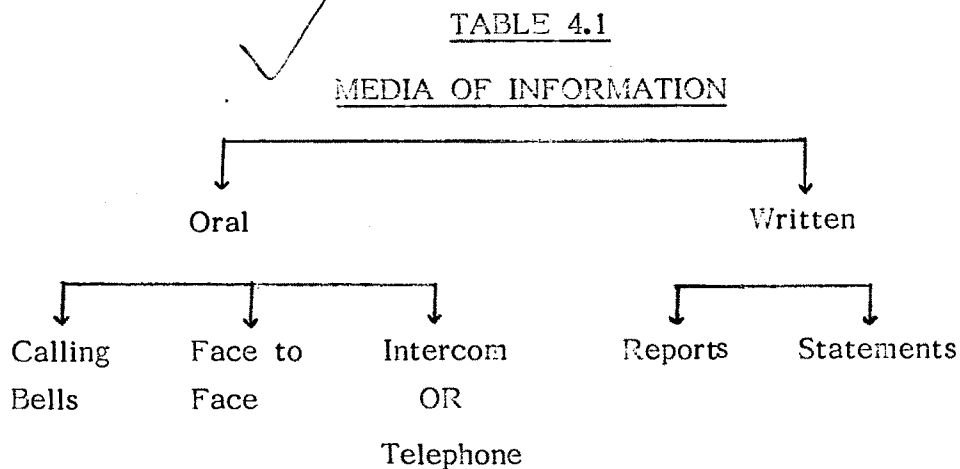 TABLE 4.1
MEDIA OF INFORMATION
Oral Written
Calling Face to Intercom Reports Statements
Bells Face OR
Telephone